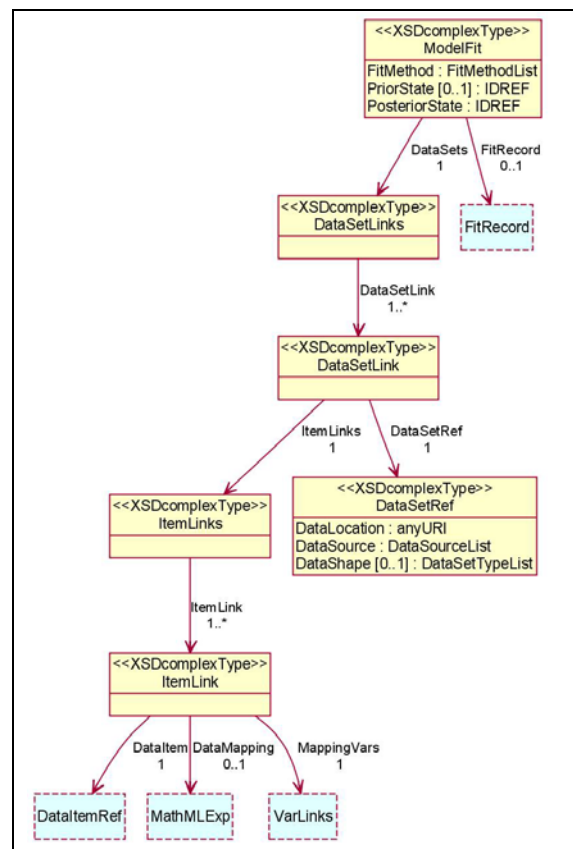 <<XSDcomplexType>>
ModelFit
FitMethod : FitMethodList
PriorState [0..1] : IDREF
PosteriorState : IDREF
DataSets
1
FitRecord
0..1
<<XSDcomplexType>>
DataSetLinks
FitRecord
DataSetLink
1..*
<<XSDcomplexType>>
DataSetLink
ItemLinks
1
DataSetRef
1
<<XSDcomplexType>>
ItemLinks
<<XSDcomplexType>>
DataSetRef
DataLocation : anyURI
DataSource : DataSourceList
DataShape [0..1] : DataSetTypeList
ItemLink
1..*
<<XSDcomplexType>>
ItemLink
DataItem
1
DataMapping
0..1
MappingVars
1
DataItemRef
MathMLExp
VarLinks